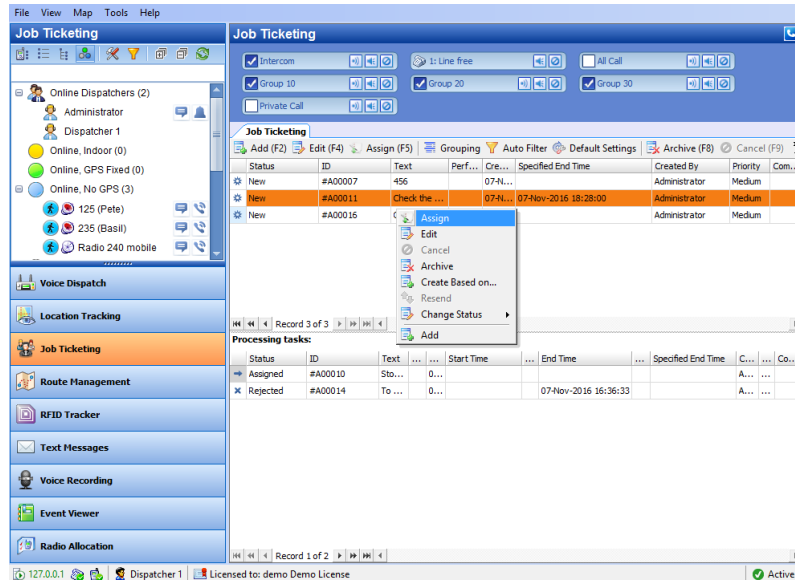 File View Map Tools Help
Job Ticketing
Online Dispatchers (2)
Administrator
Dispatcher 1
Online, Indoor (0)
Online, GPS Fixed (0)
Online, No GPS (3)
125 (Pete)
235 (Basil)
Radio 240 mobile
Voice Dispatch
Location Tracking
Job Ticketing
Route Management
RFID Tracker
Text Messages
Voice Recording
Event Viewer
Radio Allocation
Job Ticketing
Intercom 1: Line free All Call
Group 10 Group 20 Group 30
Private Call
Job Ticketing
Add (F2) Edit (F4) Assign (F5) Grouping Auto Filter Default Settings Archive (F8) Cancel (F9)
Status ID Text Perf... Cre... Specified End Time Created By Priority Com...
New #A00007 456 07-N... Administrator Medium
New #A00011 Check the ... 07-N... 07-Nov-2016 18:28:00 Administrator Medium
New #A00016 Administrator Medium
Assign
Edit
Cancel
Archive
Create Based on...
Resend
Change Status
Add
Record 3 of 3
Processing tasks:
Status ID Text ... ... Start Time ... End Time ... Specified End Time C... ... Co...
Assigned #A00010 Sto... 0... A... ...
Rejected #A00014 To ... 0... 07-Nov-2016 16:36:33 A... ...
Record 1 of 2
127.0.0.1 Dispatcher 1 Licensed to: demo Demo License Active